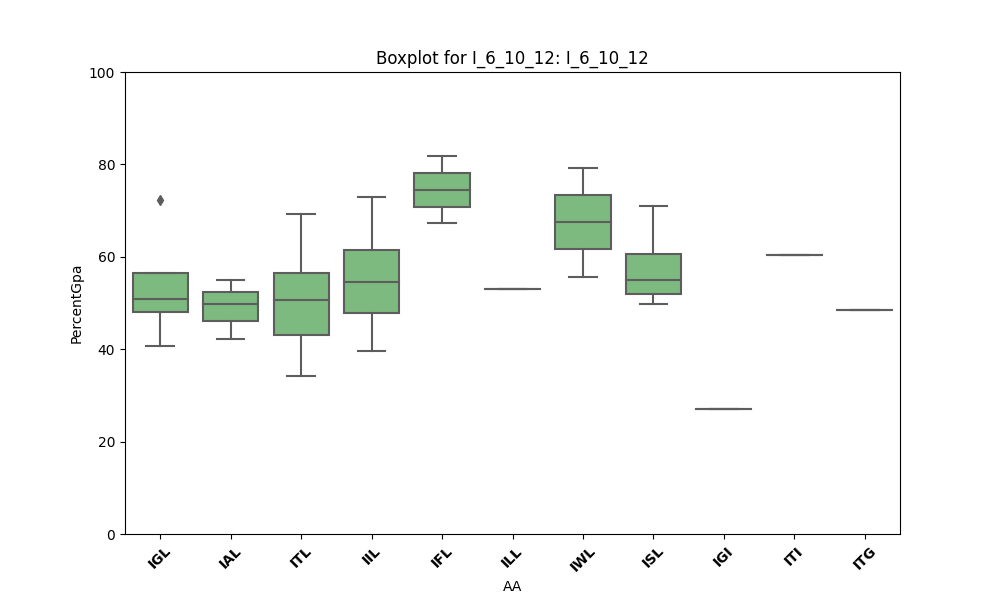 Boxplot for I_6_10_12: I_6_10_12
100
80
60
40
20
0
PercentGpa
IGL IAL ITL IIL IFL ILL IWL ISL IGI ITI ITG
AA